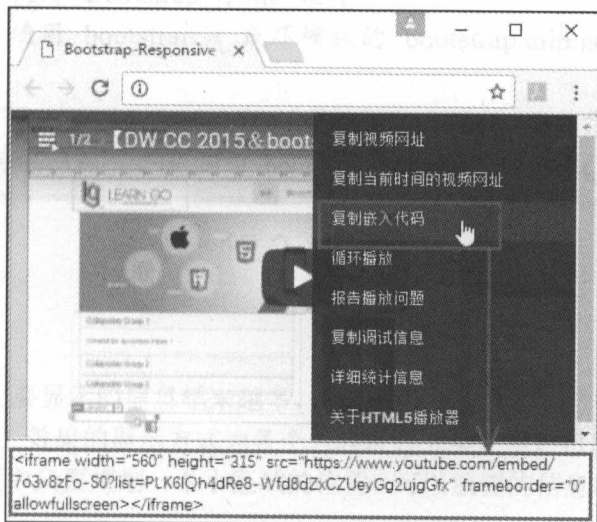 Bootstrap-Responsive
1/2 【DW CC 2015＆boots
LEARN GO
复制视频网址
复制当前时间的视频网址
复制嵌入代码
循环播放
报告播放问题
复制调试信息
详细统计信息
关于HTML5播放器
<iframe width="560" height="315" src="https://www.youtube.com/embed/
7o3v8zFo-S0?list=PLK6IQh4dRe8-Wfd8dZxCZUeyGg2uigGfx" frameborder="0"
allowfullscreen></iframe>